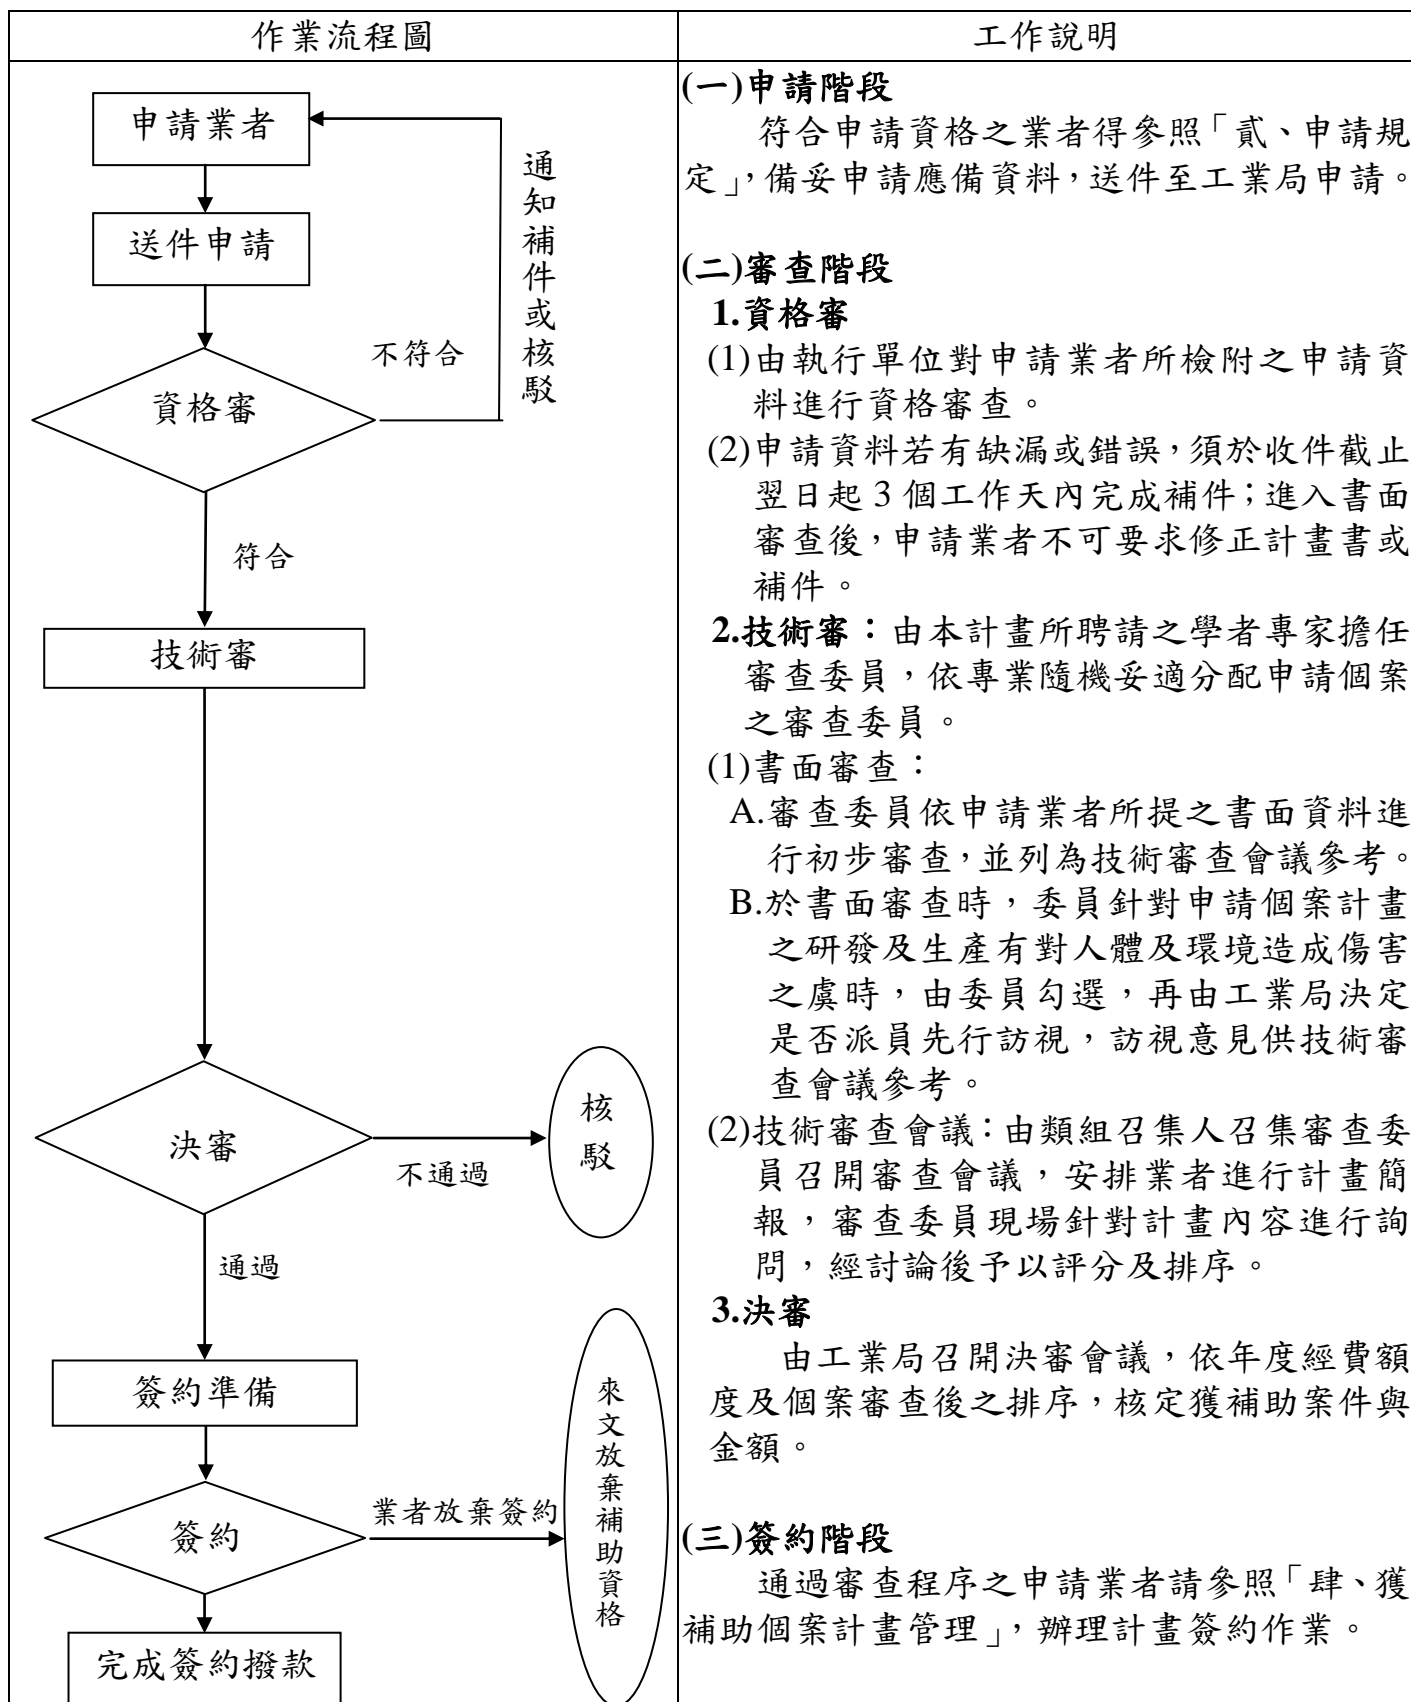 作業流程圖
工作說明
申請業者
送件申請
通知補件或核駁
不符合
資格審
符合
技術審
決審
不通過
核駁
通過
簽約準備
簽約
業者放棄簽約
來文放棄補助資格
完成簽約撥款
(一)申請階段
符合申請資格之業者得參照「貳、申請規
定」，備妥申請應備資料，送件至工業局申請。
(二)審查階段
1.資格審
(1)由執行單位對申請業者所檢附之申請資
料進行資格審查。
(2)申請資料若有缺漏或錯誤，須於收件截止
翌日起 3 個工作天內完成補件；進入書面
審查後，申請業者不可要求修正計畫書或
補件。
2.技術審：由本計畫所聘請之學者專家擔任
審查委員，依專業隨機妥適分配申請個案
之審查委員。
(1)書面審查：
A.審查委員依申請業者所提之書面資料進
行初步審查，並列為技術審查會議參考。
B.於書面審查時，委員針對申請個案計畫
之研發及生產有對人體及環境造成傷害
之虞時，由委員勾選，再由工業局決定
是否派員先行訪視，訪視意見供技術審
查會議參考。
(2)技術審查會議：由類組召集人召集審查委
員召開審查會議，安排業者進行計畫簡
報，審查委員現場針對計畫內容進行詢
問，經討論後予以評分及排序。
3.決審
由工業局召開決審會議，依年度經費額
度及個案審查後之排序，核定獲補助案件與
金額。
(三)簽約階段
通過審查程序之申請業者請參照「肆、獲
補助個案計畫管理」，辦理計畫簽約作業。